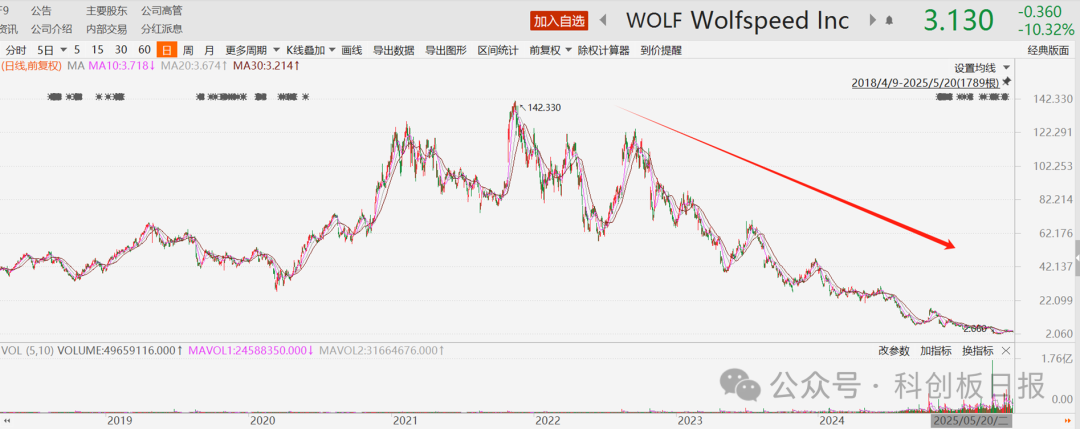 F9 公告 主要股东 公司高管
资讯 公司介绍 内部交易 分红派息
加入自选 WOLF Wolfspeed Inc 3.130 -0.360
-10.32%
分时 5日 5 15 30 60 日 周 月 更多周期 K线叠加 画线 导出数据 导出图形 区间统计 前复权 除权计算器 到价提醒 经典版面
(日线,前复权) MA MA10:3.718↓ MA20:3.674↑ MA30:3.214↑
设置均线
2018/4/9-2025/5/20(1789根)
142.330
142.330
122.291
102.253
82.214
62.176
42.137
22.099
2.060
VOL (5,10) VOLUME:49659116.000↑ MAVOL1:24588350.000↓ MAVOL2:31664676.000↑
改参数 加指标 换指标
1.76亿
公众号 · 科创板日报
0.00
2019 2020 2021 2022 2023 2024 2025/05/20/二